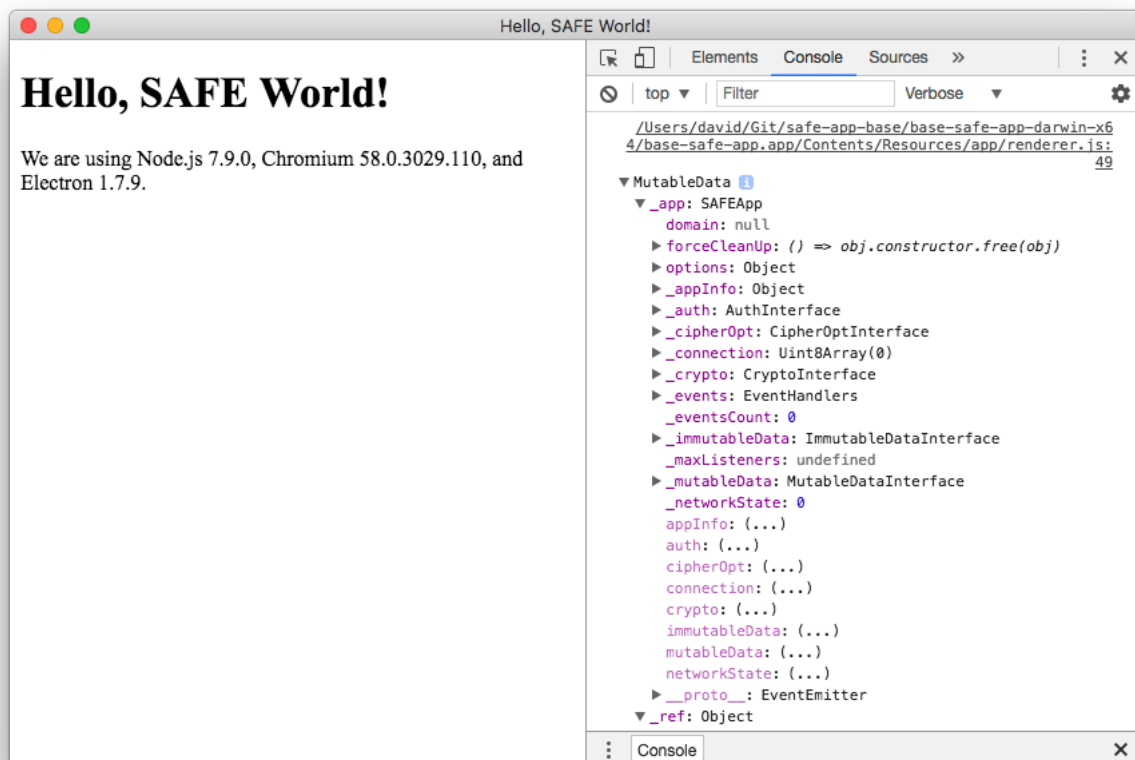 Hello, SAFE World!
Hello, SAFE World!
We are using Node.js 7.9.0, Chromium 58.0.3029.110, and
Electron 1.7.9.
Elements Console Sources »
top ▼ Filter Verbose ▼
/Users/david/Git/safe-app-base/base-safe-app-darwin-x6
4/base-safe-app.app/Contents/Resources/app/renderer.js:
49
▼MutableData i
▼_app: SAFEApp
domain: null
▶forceCleanUp: () => obj.constructor.free(obj)
▶options: Object
▶_appInfo: Object
▶_auth: AuthInterface
▶_cipherOpt: CipherOptInterface
▶_connection: Uint8Array(0)
▶_crypto: CryptoInterface
▶_events: EventHandlers
_eventsCount: 0
▶_immutableData: ImmutableDataInterface
_maxListeners: undefined
▶_mutableData: MutableDataInterface
_networkState: 0
appInfo: (...)
auth: (...)
cipherOpt: (...)
connection: (...)
crypto: (...)
immutableData: (...)
mutableData: (...)
networkState: (...)
▶__proto__: EventEmitter
▼_ref: Object
Console